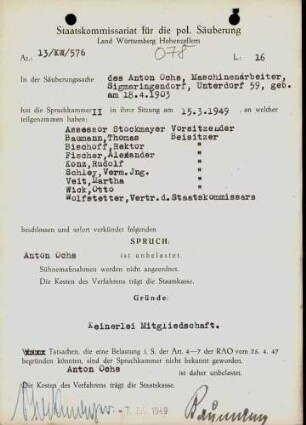 Staatskommissariat für die pol. Säuberung
Land Württemberg Hohenzollern
Az.: 13/KW/576
078
L: 16
In der Säuberungssache des Anton Ochs, Maschinenarbeiter,
Sigmaringendorf, Unterdorf 59, geb.
am 18.4.1903
hat die Spruchkammer II in ihrer Sitzung am 15.3.1949, an welcher
teilgenommen haben:
Assessor Stockmayer Vorsitzender
Baumann, Thomas Beisitzer
Bischoff, Rektor "
Fischer, Alexander "
Konz, Rudolf "
Schley, Verm.Jng. "
Veit, Martha "
Wick, Otto "
Wolfstetter, Vertr.d.Staatskommissars
beschlossen und sofort verkündet folgenden
SPRUCH:
Anton Ochs ist unbelastet.
Sühnemaßnahmen werden nicht angeordnet.
Die Kosten des Verfahrens trägt die Staatskasse.
Gründe:
Keinerlei Mitgliedschaft.
Tatsachen, die eine Belastung i. S. der Art. 4—7 der RAO vom 25. 4. 47
begründen könnten, sind der Spruchkammer nicht bekannt geworden.
Anton Ochs ist daher unbelastet.
Die Kosten des Verfahrens trägt die Staatskasse.
1949 Baumann